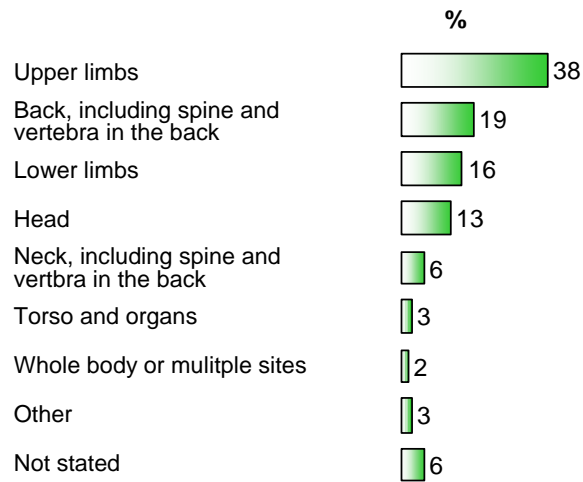 %
Upper limbs 38
Back, including spine and
vertebra in the back 19
Lower limbs 16
Head 13
Neck, including spine and
vertbra in the back 6
Torso and organs 3
Whole body or mulitple sites 2
Other 3
Not stated 6